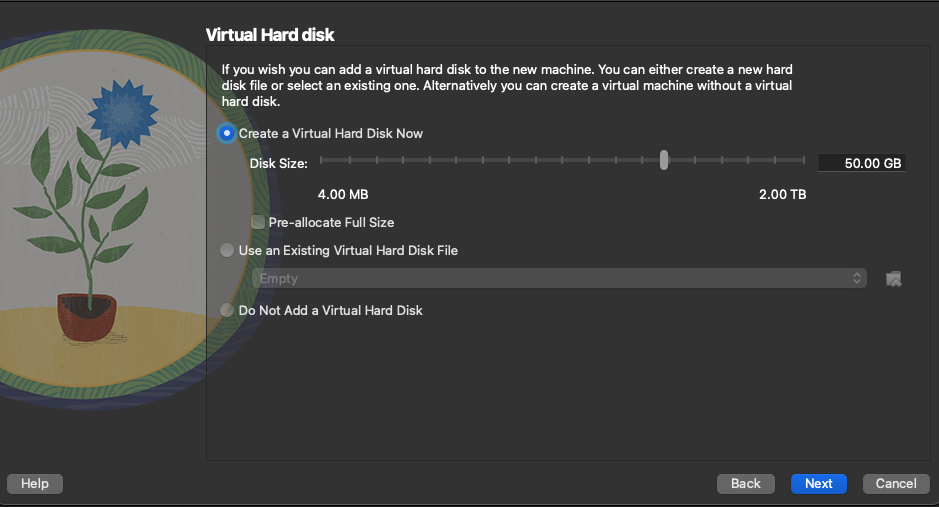 Virtual Hard disk
If you wish you can add a virtual hard disk to the new machine. You can either create a new hard
disk file or select an existing one. Alternatively you can create a virtual machine without a virtual
hard disk.
Create a Virtual Hard Disk Now
Disk Size: 50.00 GB
4.00 MB 2.00 TB
Pre-allocate Full Size
Use an Existing Virtual Hard Disk File
Empty
Do Not Add a Virtual Hard Disk
Help Back Next Cancel